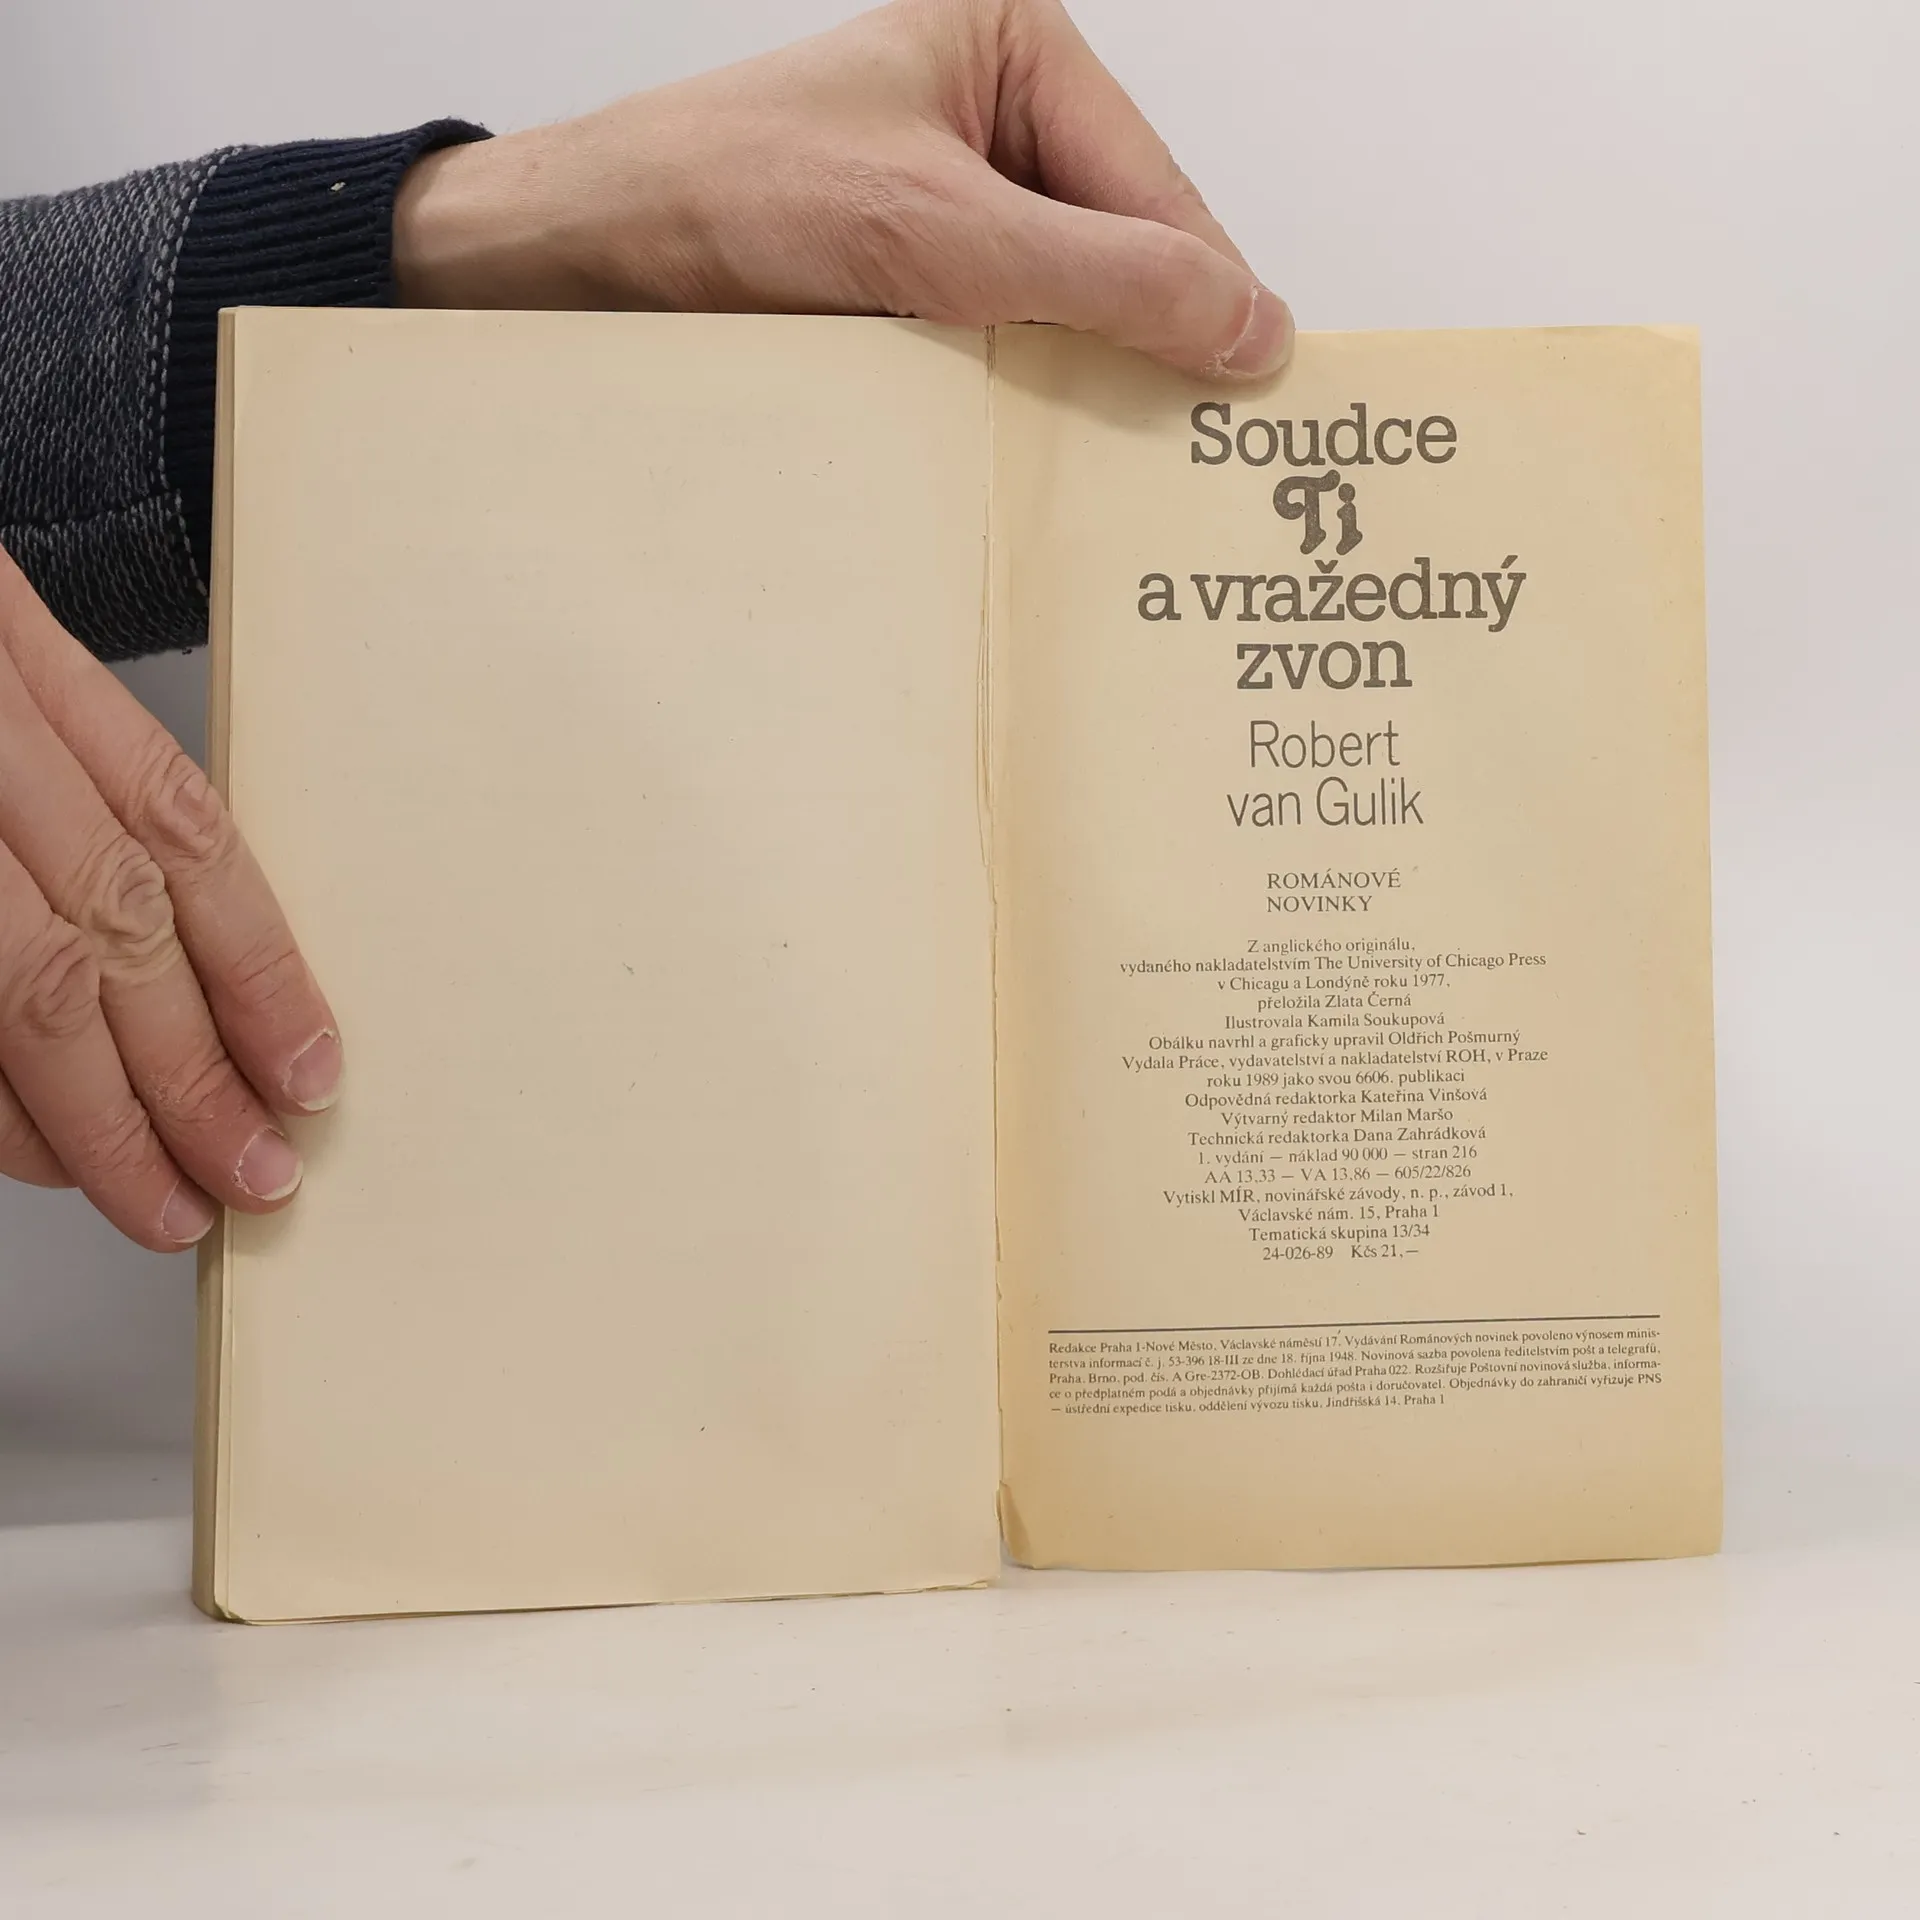 Soudce
Ti
a vražedný
zvon
Robert
van Gulik
ROMÁNOVÉ
NOVINKY
Z anglického originálu,
vydaného nakladatelstvím The University of Chicago Press
v Chicagu a Londýně roku 1977,
přeložila Zlata Černá
Ilustrovala Kamila Soukupová
Obálku navrhl a graficky upravil Oldřich Pošmurný
Vydala Práce, vydavatelství a nakladatelství ROH, v Praze
roku 1989 jako svou 6606. publikaci
Odpovědná redaktorka Kateřina Vinšová
Výtvarný redaktor Milan Maršo
Technická redaktorka Dana Zahrádková
1. vydání — náklad 90 000 — stran 216
AA 13,33 — VA 13,86 — 605/22/826
Vytiskl MÍR, novinářské závody, n. p., závod 1,
Václavské nám. 15, Praha 1
Tematická skupina 13/34
24-026-89 Kčs 21,—
Redakce Praha 1-Nové Město, Václavské náměstí 17. Vydávání Románových novinek povoleno výnosem minis-
terstva informací č. j. 53-396 18-III ze dne 18. října 1948. Novinová sazba povolena ředitelstvím pošt a telegrafů,
Praha, Brno, pod. čís. A Gre-2372-OB. Dohlédací úřad Praha 022. Rozšiřuje Poštovní novinová služba, informa-
ce o předplatném podá a objednávky přijímá každá pošta i doručovatel. Objednávky do zahraničí vyřizuje PNS
— ústřední expedice tisku, oddělení vývozu tisku, Jindřišská 14, Praha 1